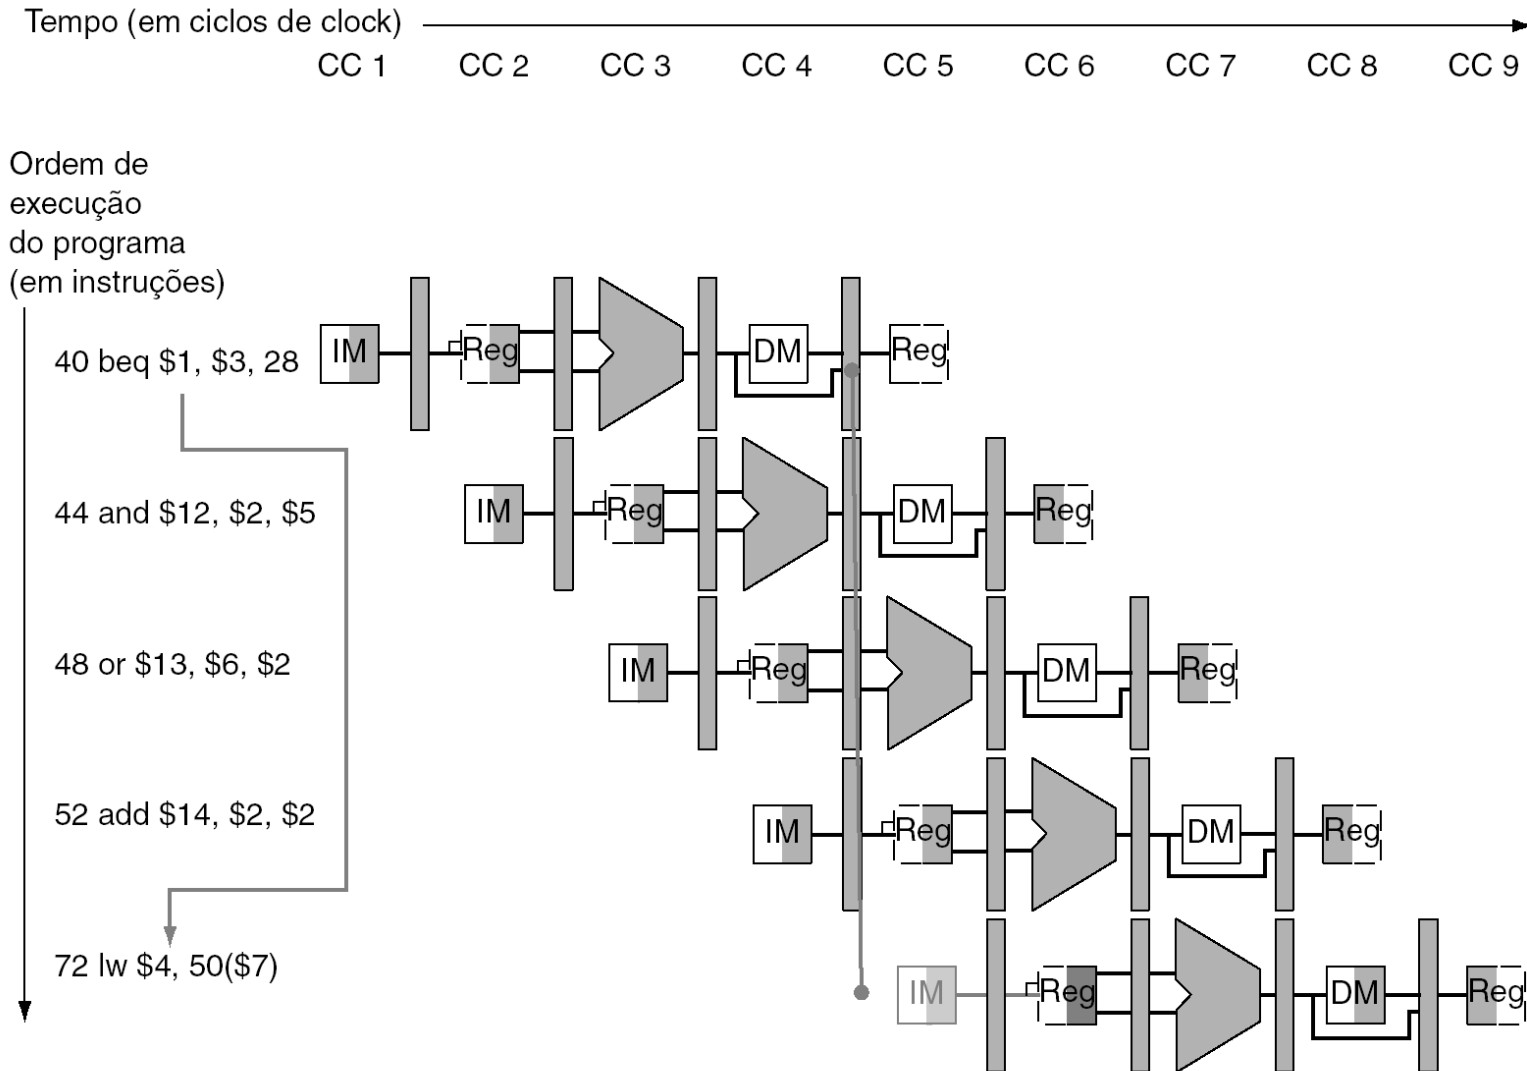 Tempo (em ciclos de clock)
CC 1 CC 2 CC 3 CC 4 CC 5 CC 6 CC 7 CC 8 CC 9
Ordem de
execução
do programa
(em instruções)
40 beq $1, $3, 28 IM Reg DM Reg
44 and $12, $2, $5 IM Reg DM Reg
48 or $13, $6, $2 IM Reg DM Reg
52 add $14, $2, $2 IM Reg DM Reg
72 lw $4, 50($7) IM Reg DM Reg